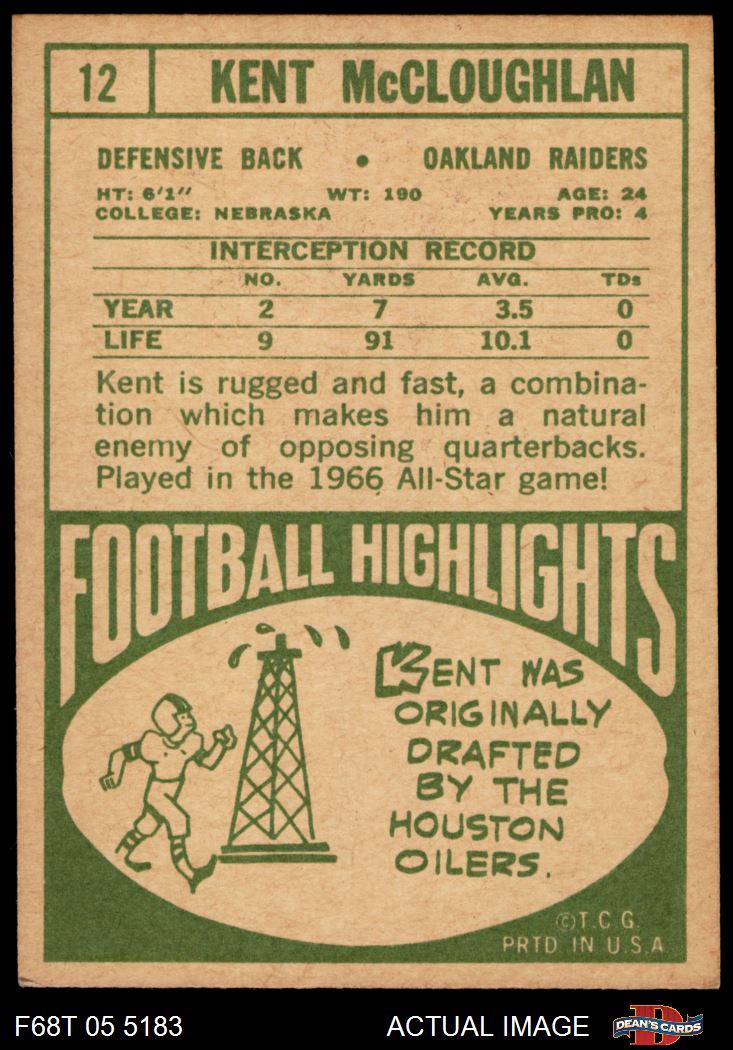 12 KENT McCLOUGHLAN
DEFENSIVE BACK • OAKLAND RAIDERS
HT: 6'1" WT: 190 AGE: 24
COLLEGE: NEBRASKA YEARS PRO: 4
INTERCEPTION RECORD
NO. YARDS AVG. TDs
YEAR 2 7 3.5 0
LIFE 9 91 10.1 0
Kent is rugged and fast, a combina-
tion which makes him a natural
enemy of opposing quarterbacks.
Played in the 1966 All-Star game!
FOOTBALL HIGHLIGHTS
KENT WAS
ORIGINALLY
DRAFTED
BY THE
HOUSTON
OILERS.
©T.C.G.
PRTD IN U.S.A
F68T 05 5183 ACTUAL IMAGE D DEAN'S CARDS